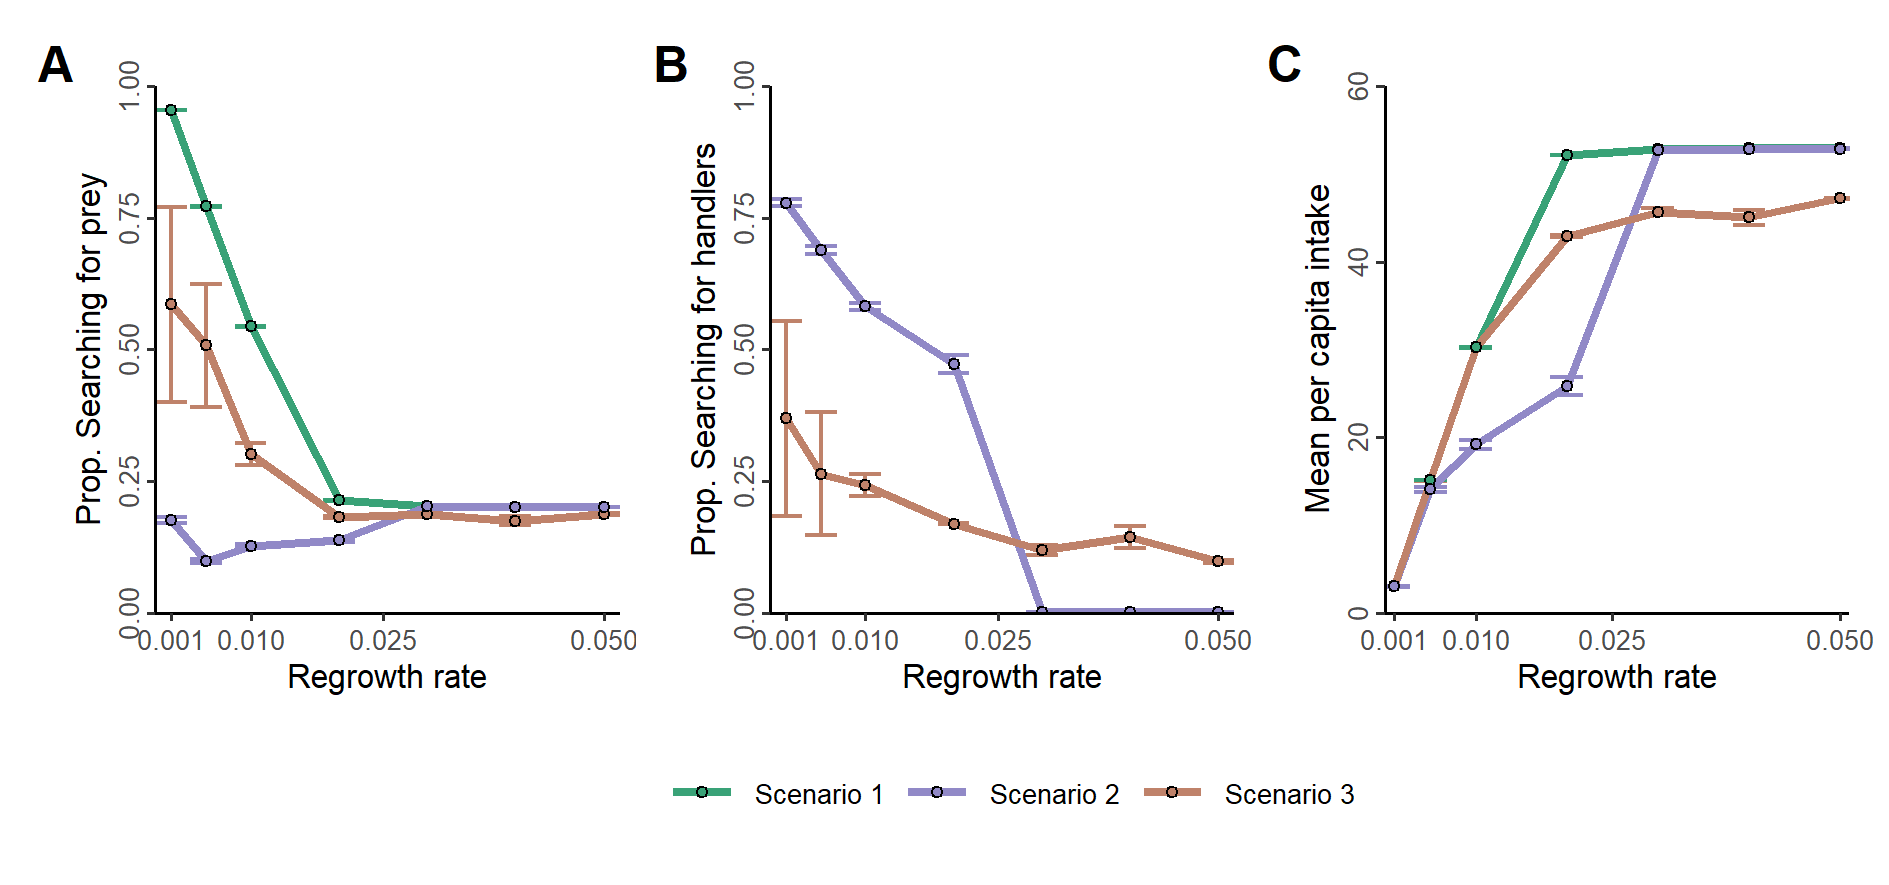 A
Prop. Searching for prey
1.00
0.75
0.50
0.25
0.00
0.001
0.010
0.025
0.050
Regrowth rate
B
Prop. Searching for handlers
1.00
0.75
0.50
0.25
0.00
0.001
0.010
0.025
0.050
Regrowth rate
C
Mean per capita intake
60
40
20
0
0.001
0.010
0.025
0.050
Regrowth rate
Scenario 1
Scenario 2
Scenario 3